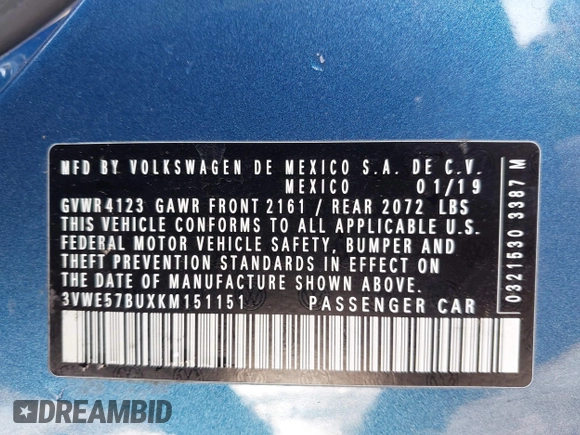 MFD BY VOLKSWAGEN DE MEXICO S.A. DE C.V.
MEXICO 01/19
GVWR 4123 GAWR FRONT 2161 / REAR 2072 LBS
THIS VEHICLE CONFORMS TO ALL APPLICABLE U.S.
FEDERAL MOTOR VEHICLE SAFETY, BUMPER AND
THEFT PREVENTION STANDARDS IN EFFECT ON
THE DATE OF MANUFACTURE SHOWN ABOVE.
3VWE57BUXKM151151 PASSENGER CAR
0321530 3387 M
DREAMBID